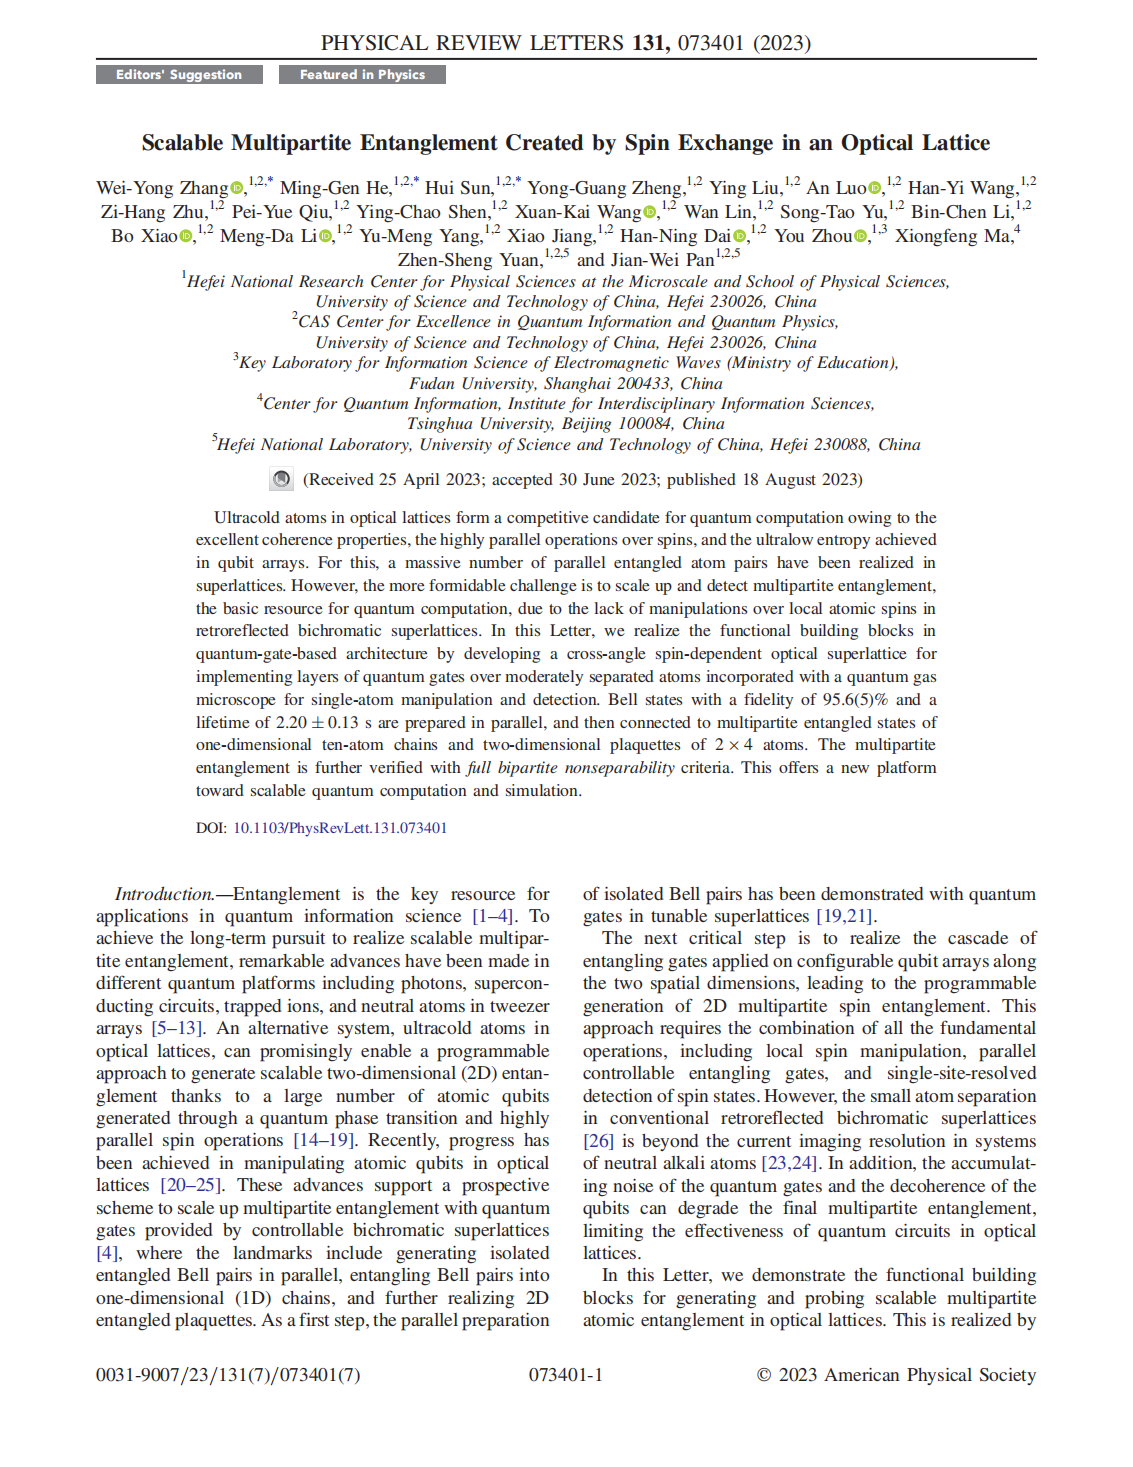 PHYSICAL REVIEW LETTERS 131, 073401 (2023)
Editors' Suggestion Featured in Physics
Scalable Multipartite Entanglement Created by Spin Exchange in an Optical Lattice
Wei-Yong Zhang,1,2,* Ming-Gen He,1,2,* Hui Sun,1,2,* Yong-Guang Zheng,1,2 Ying Liu,1,2 An Luo,1,2 Han-Yi Wang,1,2
Zi-Hang Zhu,1,2 Pei-Yue Qiu,1,2 Ying-Chao Shen,1,2 Xuan-Kai Wang,1,2 Wan Lin,1,2 Song-Tao Yu,1,2 Bin-Chen Li,1,2
Bo Xiao,1,2 Meng-Da Li,1,2 Yu-Meng Yang,1,2 Xiao Jiang,1,2 Han-Ning Dai,1,2 You Zhou,1,3 Xiongfeng Ma,4
Zhen-Sheng Yuan,1,2,5 and Jian-Wei Pan1,2,5
1Hefei National Research Center for Physical Sciences at the Microscale and School of Physical Sciences,
University of Science and Technology of China, Hefei 230026, China
2CAS Center for Excellence in Quantum Information and Quantum Physics,
University of Science and Technology of China, Hefei 230026, China
3Key Laboratory for Information Science of Electromagnetic Waves (Ministry of Education),
Fudan University, Shanghai 200433, China
4Center for Quantum Information, Institute for Interdisciplinary Information Sciences,
Tsinghua University, Beijing 100084, China
5Hefei National Laboratory, University of Science and Technology of China, Hefei 230088, China
(Received 25 April 2023; accepted 30 June 2023; published 18 August 2023)
Ultracold atoms in optical lattices form a competitive candidate for quantum computation owing to the
excellent coherence properties, the highly parallel operations over spins, and the ultralow entropy achieved
in qubit arrays. For this, a massive number of parallel entangled atom pairs have been realized in
superlattices. However, the more formidable challenge is to scale up and detect multipartite entanglement,
the basic resource for quantum computation, due to the lack of manipulations over local atomic spins in
retroreflected bichromatic superlattices. In this Letter, we realize the functional building blocks in
quantum-gate-based architecture by developing a cross-angle spin-dependent optical superlattice for
implementing layers of quantum gates over moderately separated atoms incorporated with a quantum gas
microscope for single-atom manipulation and detection. Bell states with a fidelity of 95.6(5)% and a
lifetime of 2.20 ± 0.13 s are prepared in parallel, and then connected to multipartite entangled states of
one-dimensional ten-atom chains and two-dimensional plaquettes of 2 × 4 atoms. The multipartite
entanglement is further verified with full bipartite nonseparability criteria. This offers a new platform
toward scalable quantum computation and simulation.
DOI: 10.1103/PhysRevLett.131.073401
Introduction.—Entanglement is the key resource for
applications in quantum information science [1–4]. To
achieve the long-term pursuit to realize scalable multipar-
tite entanglement, remarkable advances have been made in
different quantum platforms including photons, supercon-
ducting circuits, trapped ions, and neutral atoms in tweezer
arrays [5–13]. An alternative system, ultracold atoms in
optical lattices, can promisingly enable a programmable
approach to generate scalable two-dimensional (2D) entan-
glement thanks to a large number of atomic qubits
generated through a quantum phase transition and highly
parallel spin operations [14–19]. Recently, progress has
been achieved in manipulating atomic qubits in optical
lattices [20–25]. These advances support a prospective
scheme to scale up multipartite entanglement with quantum
gates provided by controllable bichromatic superlattices
[4], where the landmarks include generating isolated
entangled Bell pairs in parallel, entangling Bell pairs into
one-dimensional (1D) chains, and further realizing 2D
entangled plaquettes. As a first step, the parallel preparation
of isolated Bell pairs has been demonstrated with quantum
gates in tunable superlattices [19,21].
The next critical step is to realize the cascade of
entangling gates applied on configurable qubit arrays along
the two spatial dimensions, leading to the programmable
generation of 2D multipartite spin entanglement. This
approach requires the combination of all the fundamental
operations, including local spin manipulation, parallel
controllable entangling gates, and single-site-resolved
detection of spin states. However, the small atom separation
in conventional retroreflected bichromatic superlattices
[26] is beyond the current imaging resolution in systems
of neutral alkali atoms [23,24]. In addition, the accumulat-
ing noise of the quantum gates and the decoherence of the
qubits can degrade the final multipartite entanglement,
limiting the effectiveness of quantum circuits in optical
lattices.
In this Letter, we demonstrate the functional building
blocks for generating and probing scalable multipartite
atomic entanglement in optical lattices. This is realized by
0031-9007/23/131(7)/073401(7) 073401-1 © 2023 American Physical Society